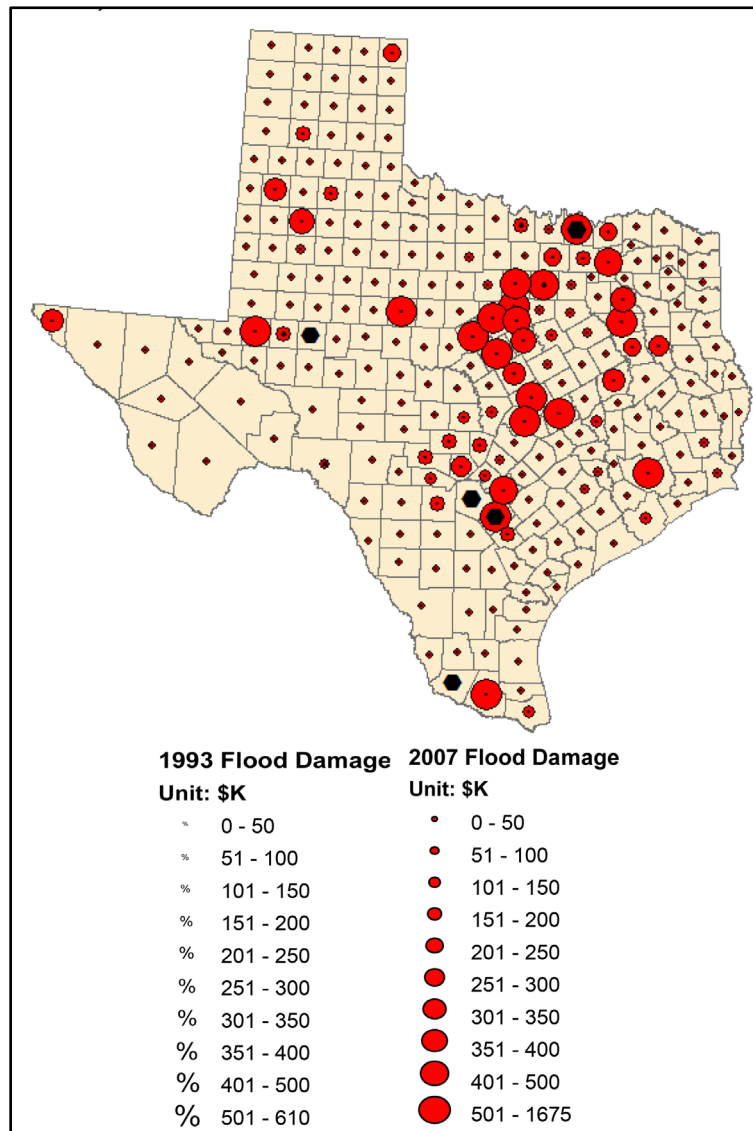 1993 Flood Damage
Unit: $K
% 0 - 50
% 51 - 100
% 101 - 150
% 151 - 200
% 201 - 250
% 251 - 300
% 301 - 350
% 351 - 400
% 401 - 500
% 501 - 610
2007 Flood Damage
Unit: $K
0 - 50
51 - 100
101 - 150
151 - 200
201 - 250
251 - 300
301 - 350
351 - 400
401 - 500
501 - 1675